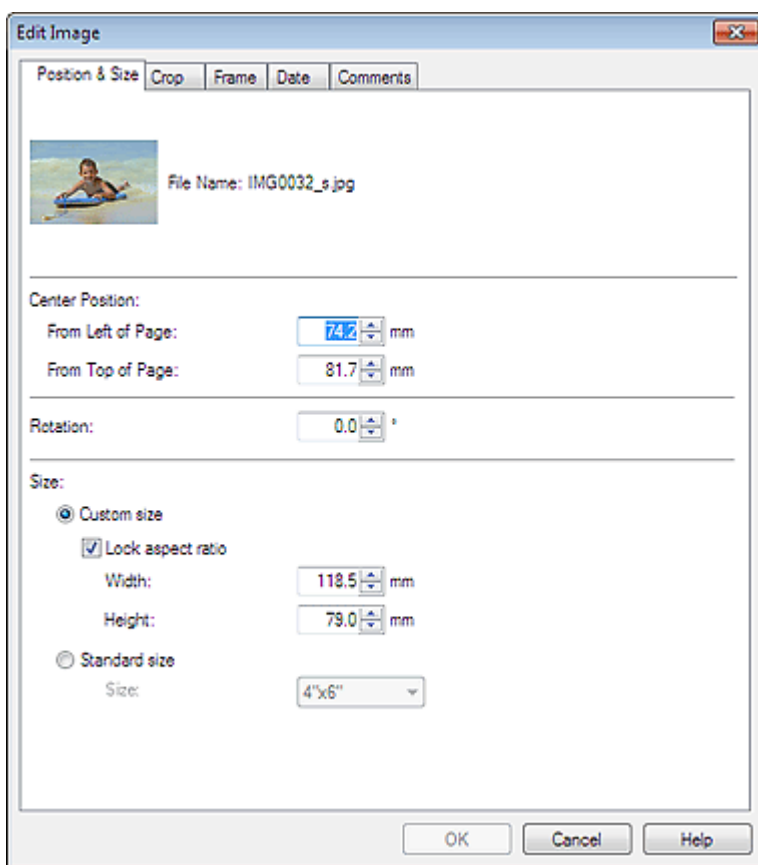 Edit Image
Position & Size Crop Frame Date Comments
File Name: IMG0032_s.jpg
Center Position:
From Left of Page: 74.2 mm
From Top of Page: 81.7 mm
Rotation: 0.0 °
Size:
Custom size
Lock aspect ratio
Width: 118.5 mm
Height: 79.0 mm
Standard size
Size: 4"x6"
OK Cancel Help